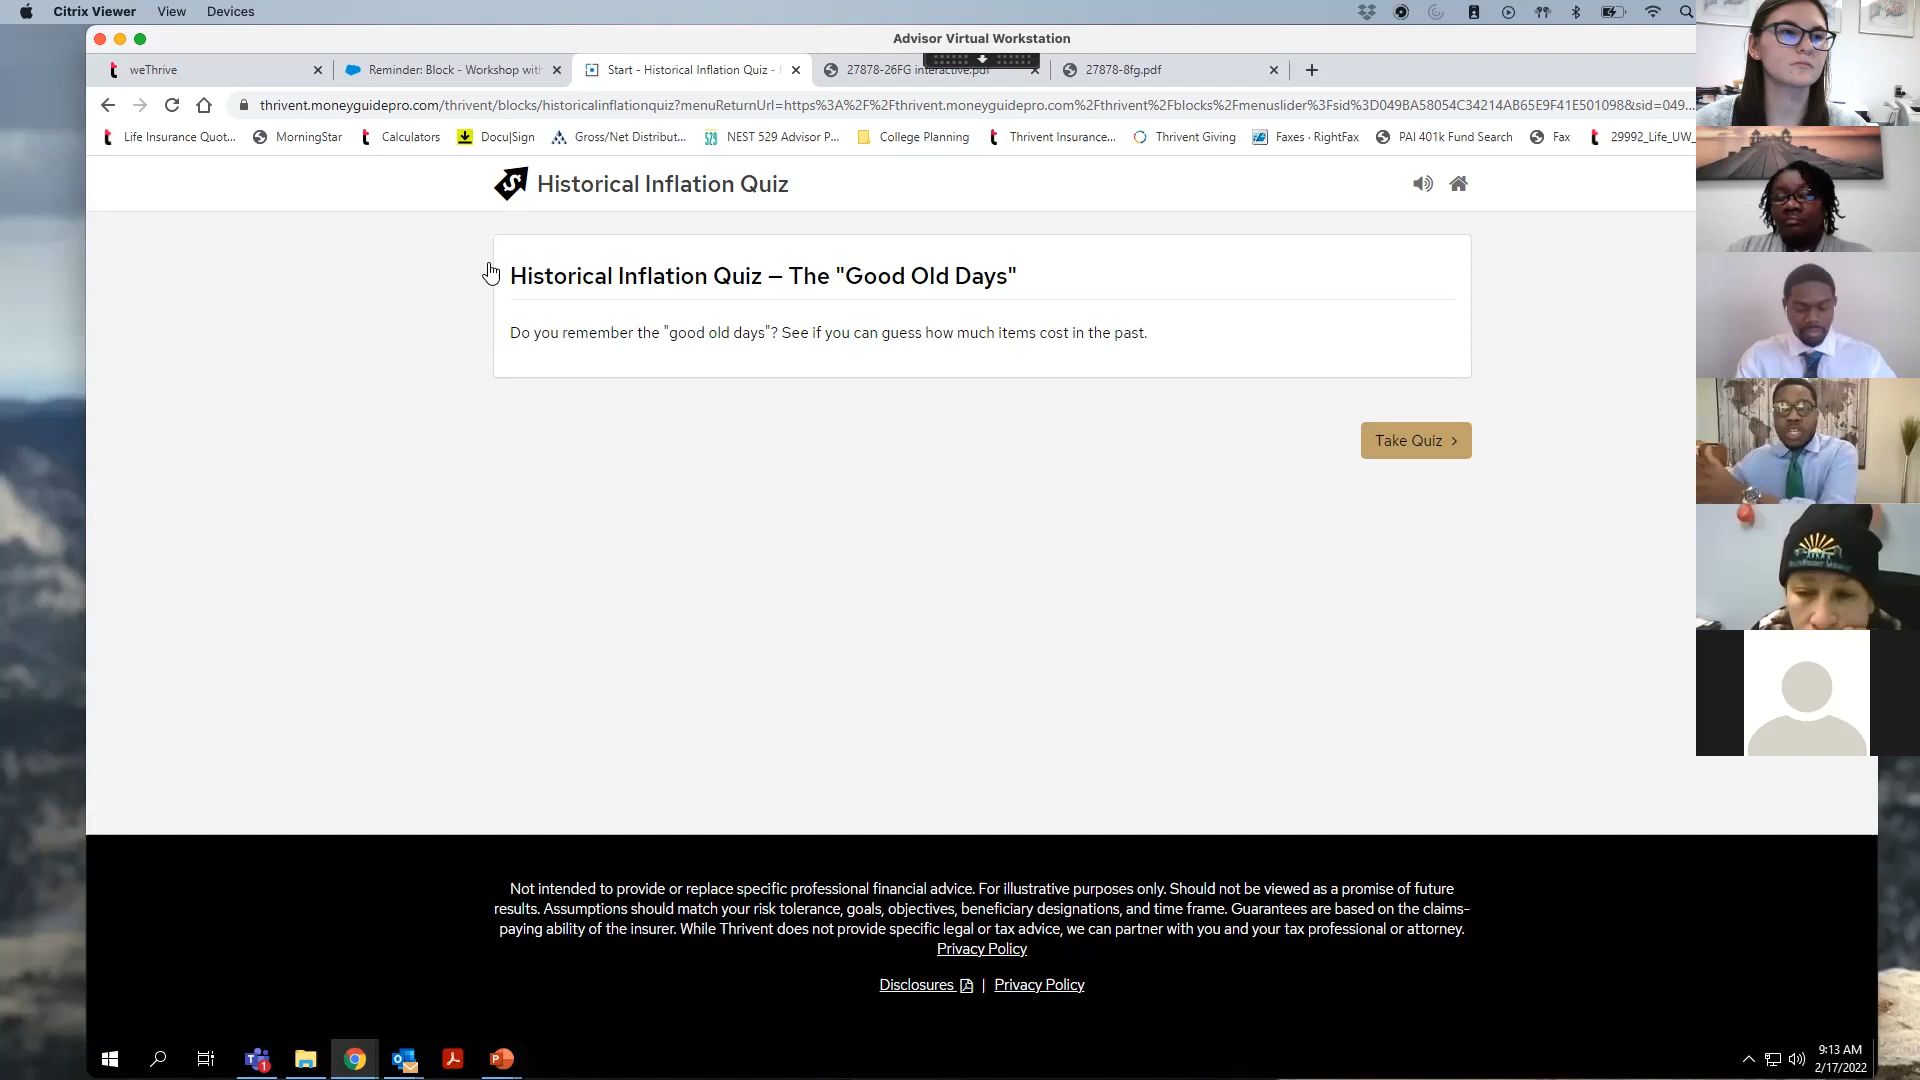 Citrix Viewer View Devices
Advisor Virtual Workstation
weThrive
Reminder: Block - Workshop with
Start - Historical Inflation Quiz -
27878-26FG interactive.pdf
27878-8fg.pdf
thrivent.moneyguidepro.com/thrivent/blocks/historicalinflationquiz?menuReturnUrl=https%3A%2F%2Fthrivent.moneyguidepro.com%2Fthrivent%2Fblocks%2Fmenuslider%3Fsid%3D049BA58054C34214AB65E9F41E501098&sid=049...
Life Insurance Quot... MorningStar Calculators Docu|Sign Gross/Net Distribut... NEST 529 Advisor P... College Planning Thrivent Insurance... Thrivent Giving Faxes · RightFax PAI 401k Fund Search Fax 29992_Life_UW_
Historical Inflation Quiz
Historical Inflation Quiz – The "Good Old Days"
Do you remember the "good old days"? See if you can guess how much items cost in the past.
Take Quiz
Not intended to provide or replace specific professional financial advice. For illustrative purposes only. Should not be viewed as a promise of future
results. Assumptions should match your risk tolerance, goals, objectives, beneficiary designations, and time frame. Guarantees are based on the claims-
paying ability of the insurer. While Thrivent does not provide specific legal or tax advice, we can partner with you and your tax professional or attorney.
Privacy Policy
Disclosures | Privacy Policy
9:13 AM
2/17/2022